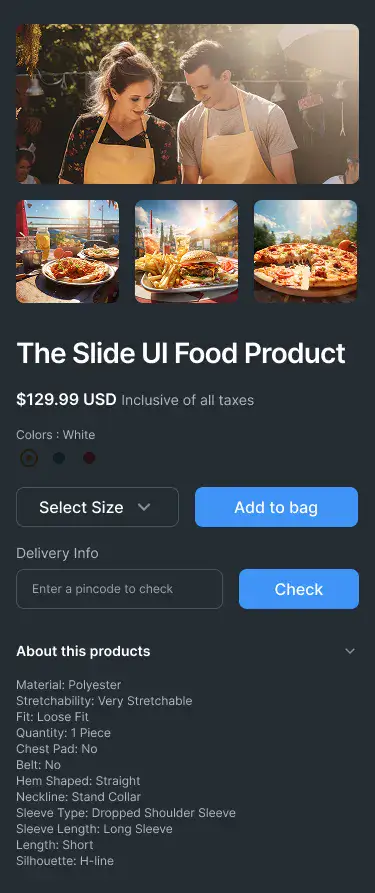 The Slide UI Food Product
$129.99 USD Inclusive of all taxes
Colors : White
Select Size
Add to bag
Delivery Info
Enter a pincode to check
Check
About this products
Material: Polyester
Stretchability: Very Stretchable
Fit: Loose Fit
Quantity: 1 Piece
Chest Pad: No
Belt: No
Hem Shaped: Straight
Neckline: Stand Collar
Sleeve Type: Dropped Shoulder Sleeve
Sleeve Length: Long Sleeve
Length: Short
Silhouette: H-line